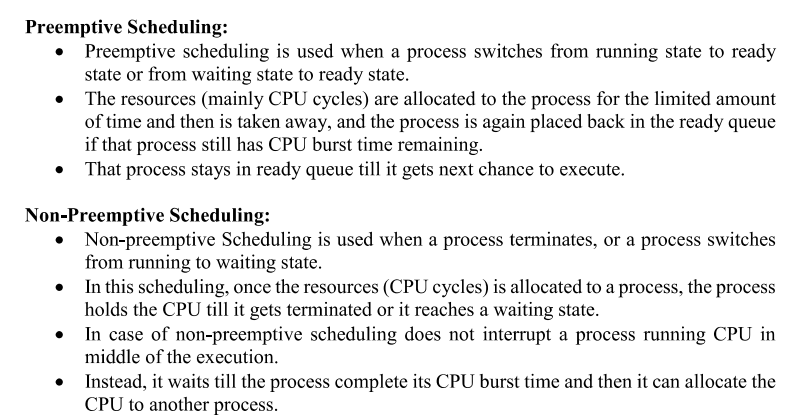 Preemptive Scheduling:
• Preemptive scheduling is used when a process switches from running state to ready
state or from waiting state to ready state.
• The resources (mainly CPU cycles) are allocated to the process for the limited amount
of time and then is taken away, and the process is again placed back in the ready queue
if that process still has CPU burst time remaining.
• That process stays in ready queue till it gets next chance to execute.
Non-Preemptive Scheduling:
• Non-preemptive Scheduling is used when a process terminates, or a process switches
from running to waiting state.
• In this scheduling, once the resources (CPU cycles) is allocated to a process, the process
holds the CPU till it gets terminated or it reaches a waiting state.
• In case of non-preemptive scheduling does not interrupt a process running CPU in
middle of the execution.
• Instead, it waits till the process complete its CPU burst time and then it can allocate the
CPU to another process.